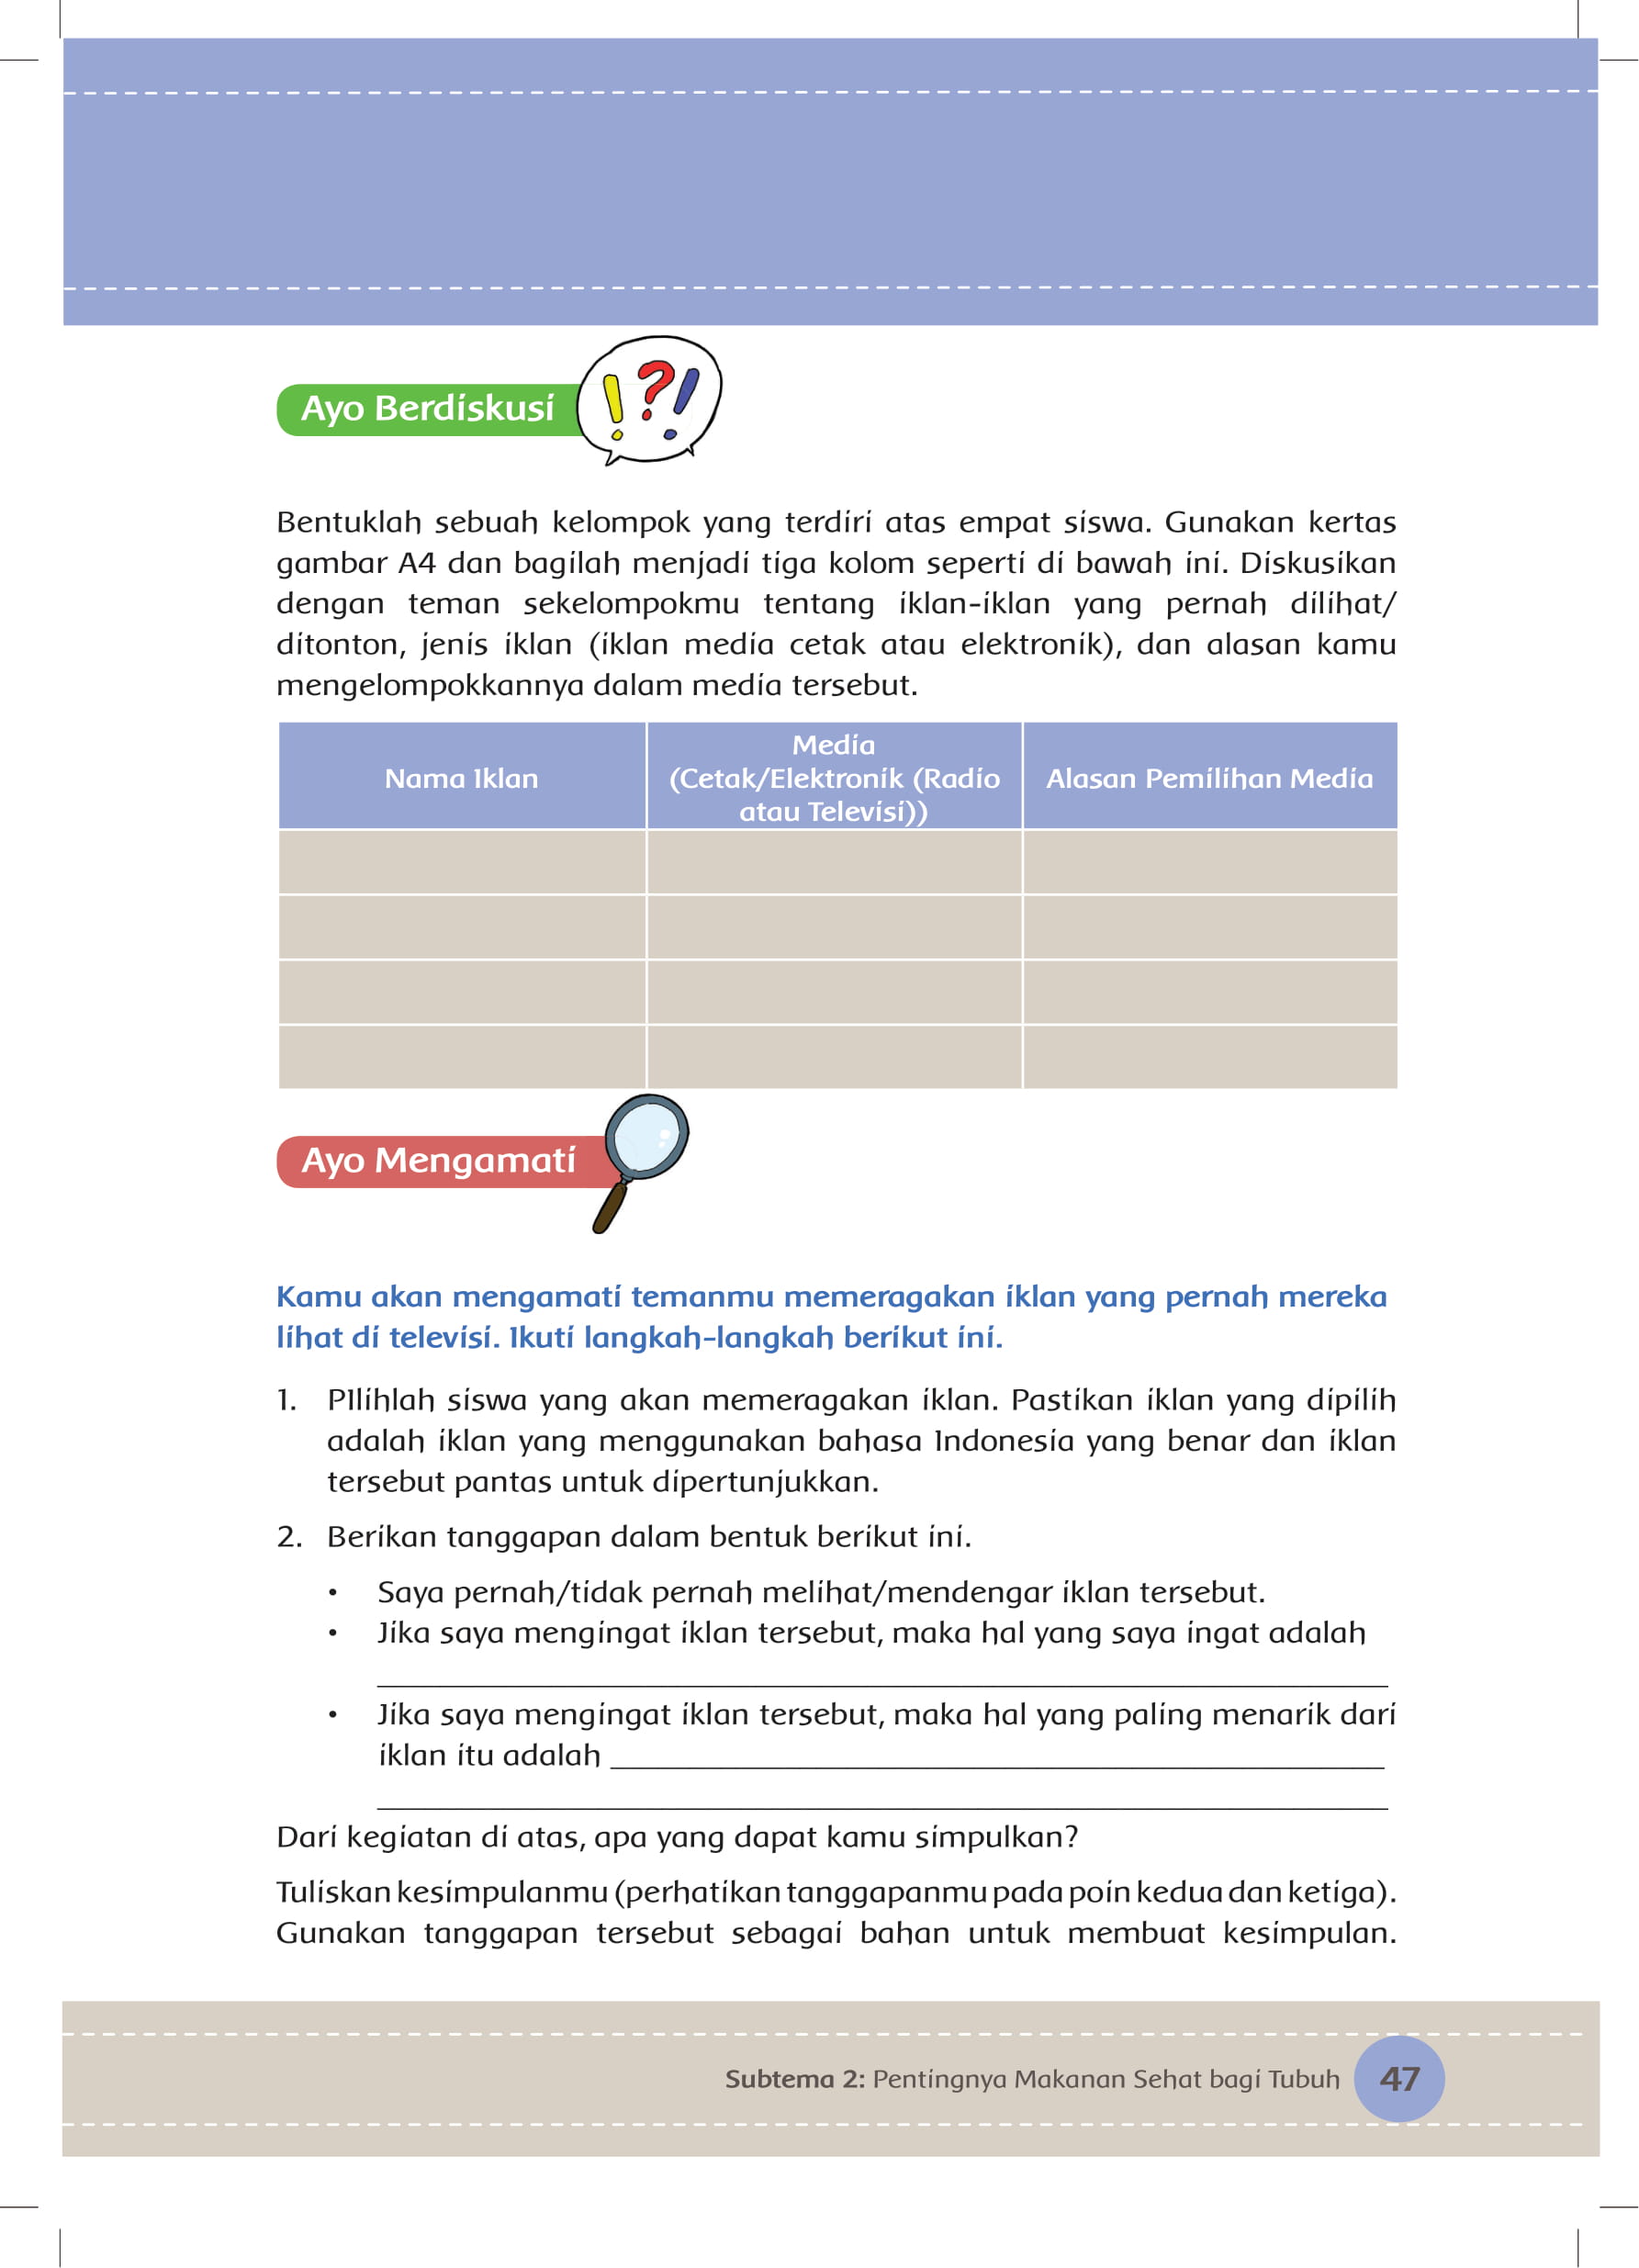 Ayo Berdiskusi
Bentuklah sebuah kelompok yang terdiri atas empat siswa. Gunakan kertas
gambar A4 dan bagilah menjadi tiga kolom seperti di bawah ini. Diskusikan
dengan teman sekelompokmu tentang iklan-iklan yang pernah dilihat/
ditonton, jenis iklan (iklan media cetak atau elektronik), dan alasan kamu
mengelompokkannya dalam media tersebut.
Nama Iklan
Media
(Cetak/Elektronik (Radio
atau Televisi))
Alasan Pemilihan Media
Ayo Mengamati
Kamu akan mengamati temanmu memeragakan iklan yang pernah mereka
lihat di televisi. Ikuti langkah-langkah berikut ini.
1. PIlihlah siswa yang akan memeragakan iklan. Pastikan iklan yang dipilih
adalah iklan yang menggunakan bahasa Indonesia yang benar dan iklan
tersebut pantas untuk dipertunjukkan.
2. Berikan tanggapan dalam bentuk berikut ini.
• Saya pernah/tidak pernah melihat/mendengar iklan tersebut.
• Jika saya mengingat iklan tersebut, maka hal yang saya ingat adalah
• Jika saya mengingat iklan tersebut, maka hal yang paling menarik dari
iklan itu adalah
Dari kegiatan di atas, apa yang dapat kamu simpulkan?
Tuliskan kesimpulanmu (perhatikan tanggapanmu pada poin kedua dan ketiga).
Gunakan tanggapan tersebut sebagai bahan untuk membuat kesimpulan.
Subtema 2: Pentingnya Makanan Sehat bagi Tubuh 47